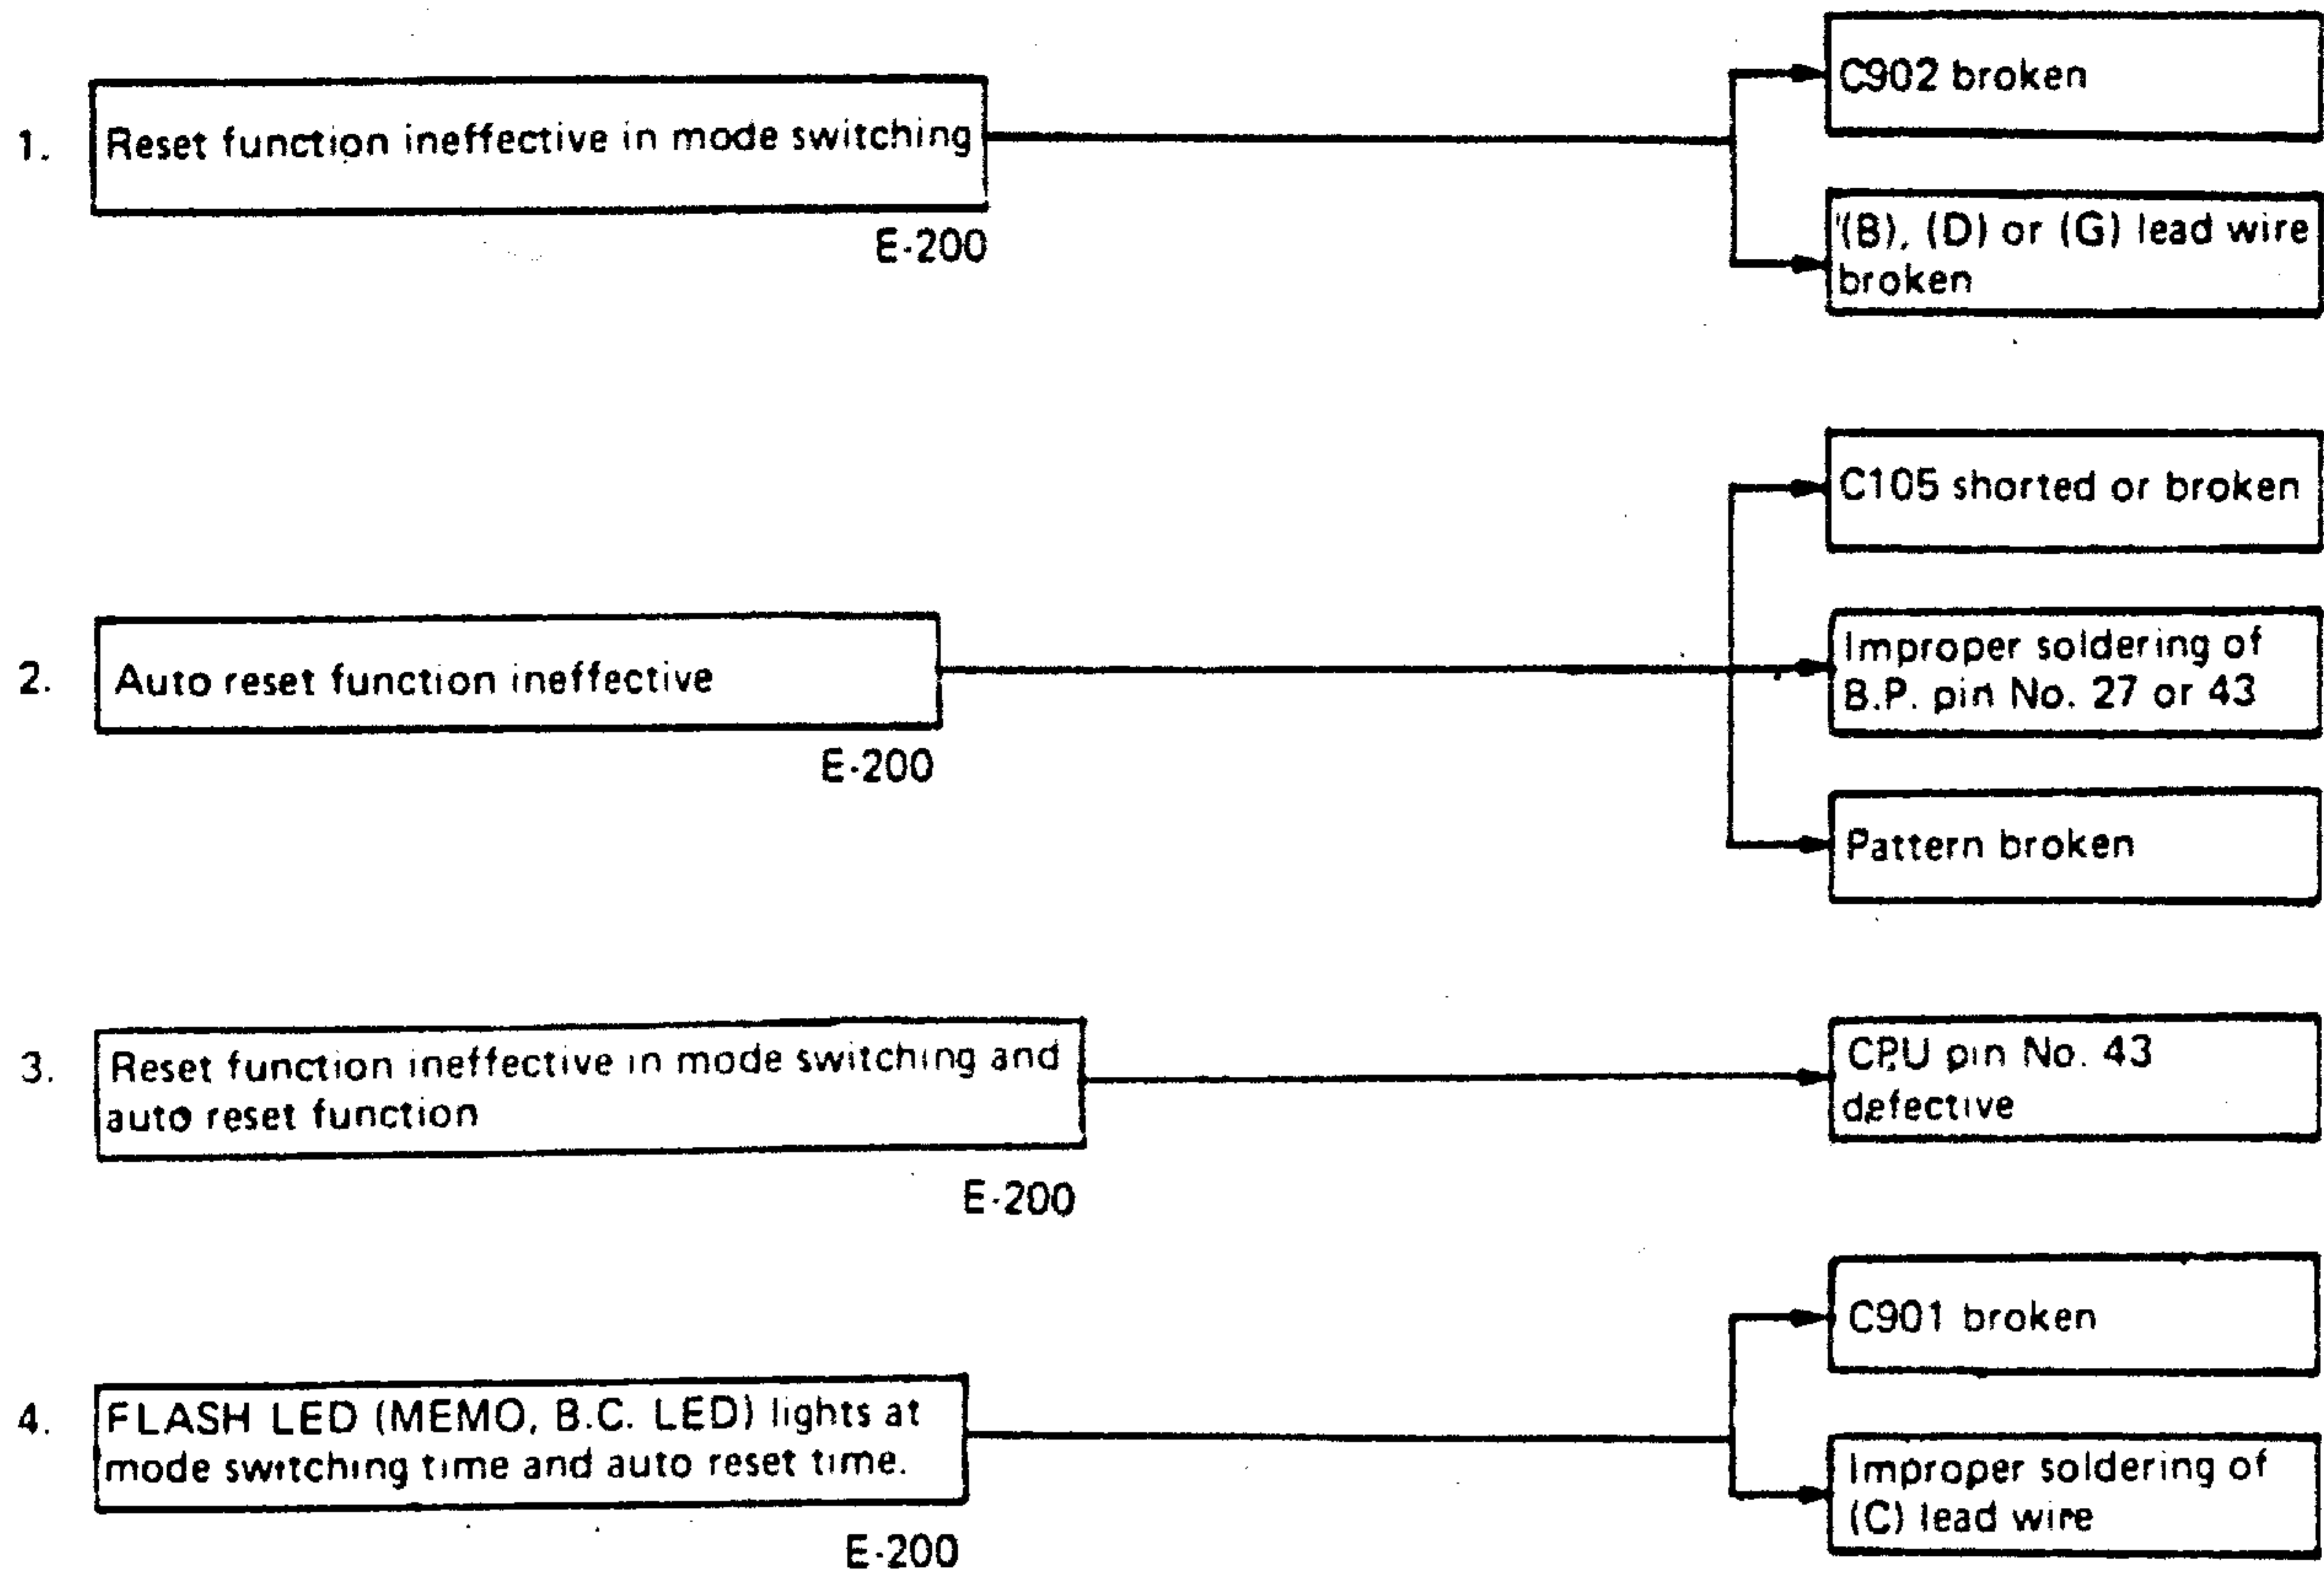 1. Reset function ineffective in mode switching
E-200
C902 broken
(B), (D) or (G) lead wire
broken
2. Auto reset function ineffective
E-200
C105 shorted or broken
Improper soldering of
B.P. pin No. 27 or 43
Pattern broken
3. Reset function ineffective in mode switching and
auto reset function
E-200
CPU pin No. 43
defective
4. FLASH LED (MEMO, B.C. LED) lights at
mode switching time and auto reset time.
E-200
C901 broken
Improper soldering of
(C) lead wire